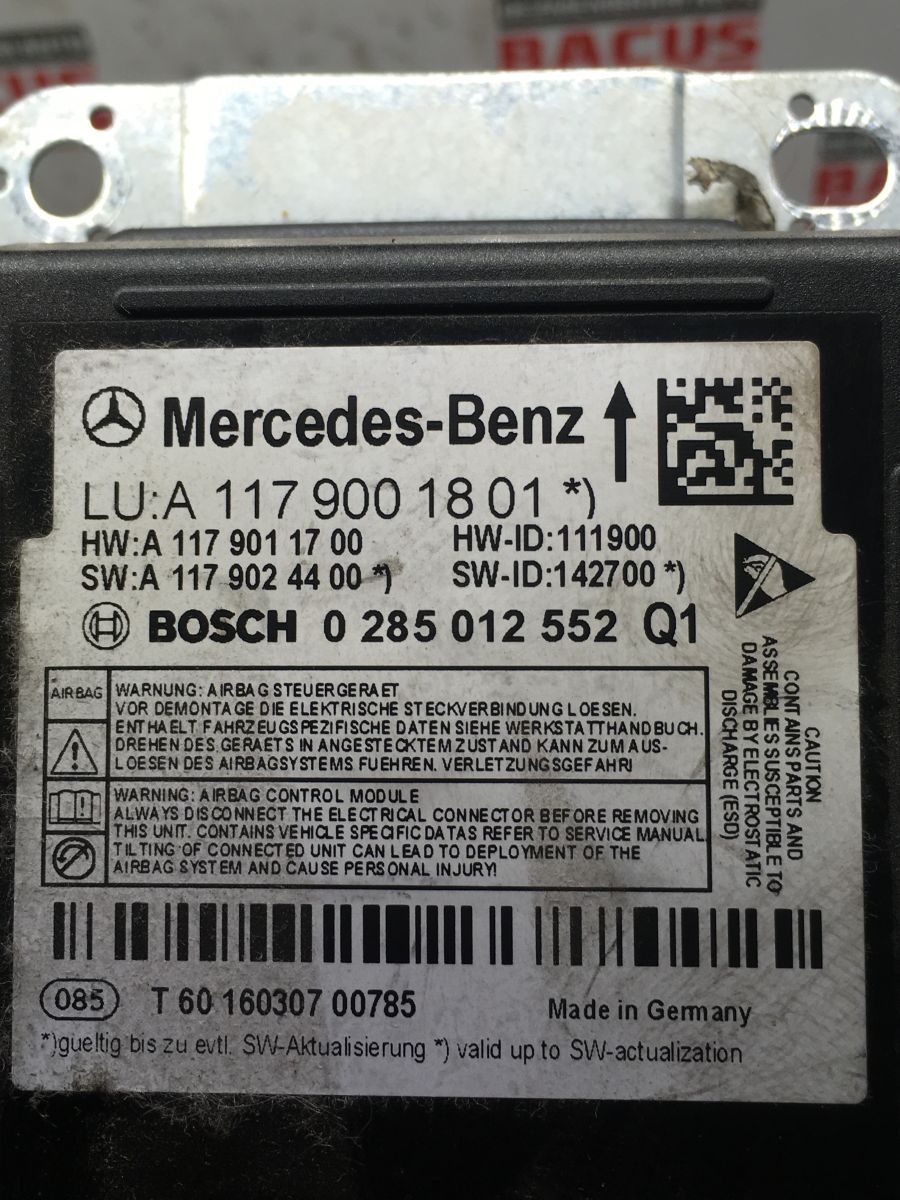 BACUS
BACUS
BACUS
Mercedes-Benz
LU:A 117 900 18 01 *)
HW:A 117 901 17 00
HW-ID:111900
SW:A 117 902 44 00 *)
SW-ID:142700 *)
BOSCH 0 285 012 552 Q1
AIRBAG
WARNUNG: AIRBAG STEUERGERAET
VOR DEMONTAGE DIE ELEKTRISCHE STECKVERBINDUNG LOESEN.
ENTHAELT FAHRZEUGSPEZIFISCHE DATEN SIEHE WERKSTATTHANDBUCH.
DREHEN DES GERAETS IN ANGESTECKTEM ZUSTAND KANN ZUM AUS-
LOESEN DES AIRBAGSYSTEMS FUEHREN. VERLETZUNGSGEFAHR!
WARNING: AIRBAG CONTROL MODULE
ALWAYS DISCONNECT THE ELECTRICAL CONNECTOR BEFORE REMOVING
THIS UNIT. CONTAINS VEHICLE SPECIFIC DATAS REFER TO SERVICE MANUAL.
TILTING OF CONNECTED UNIT CAN LEAD TO DEPLOYMENT OF THE
AIRBAG SYSTEM AND CAUSE PERSONAL INJURY!
CAUTION
CONTAINS PARTS AND
ASSEMBLIES SUSCEPTIBLE TO
DAMAGE BY ELECTROSTATIC
DISCHARGE (ESD)
085
T 60 160307 00785
Made in Germany
*)gueltig bis zu evtl. SW-Aktualisierung *) valid up to SW-actualization